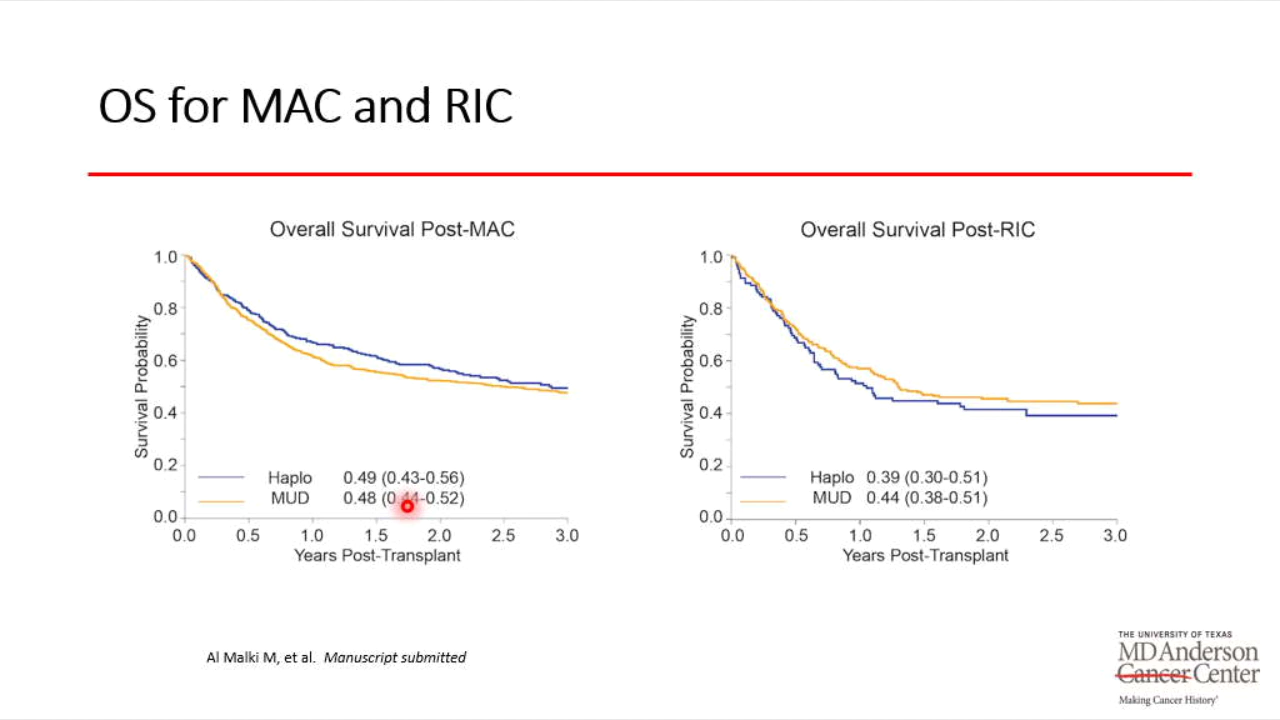 OS for MAC and RIC
Overall Survival Post-MAC
Survival Probability
1.0
0.8
0.6
0.4
0.2
0.0
Haplo 0.49 (0.43-0.56)
MUD 0.48 (0.44-0.52)
0.0 0.5 1.0 1.5 2.0 2.5 3.0
Years Post-Transplant
Overall Survival Post-RIC
Survival Probability
1.0
0.8
0.6
0.4
0.2
0.0
Haplo 0.39 (0.30-0.51)
MUD 0.44 (0.38-0.51)
0.0 0.5 1.0 1.5 2.0 2.5 3.0
Years Post-Transplant
Al Malki M, et al. Manuscript submitted
THE UNIVERSITY OF TEXAS
MD Anderson
Cancer Center
Making Cancer History®